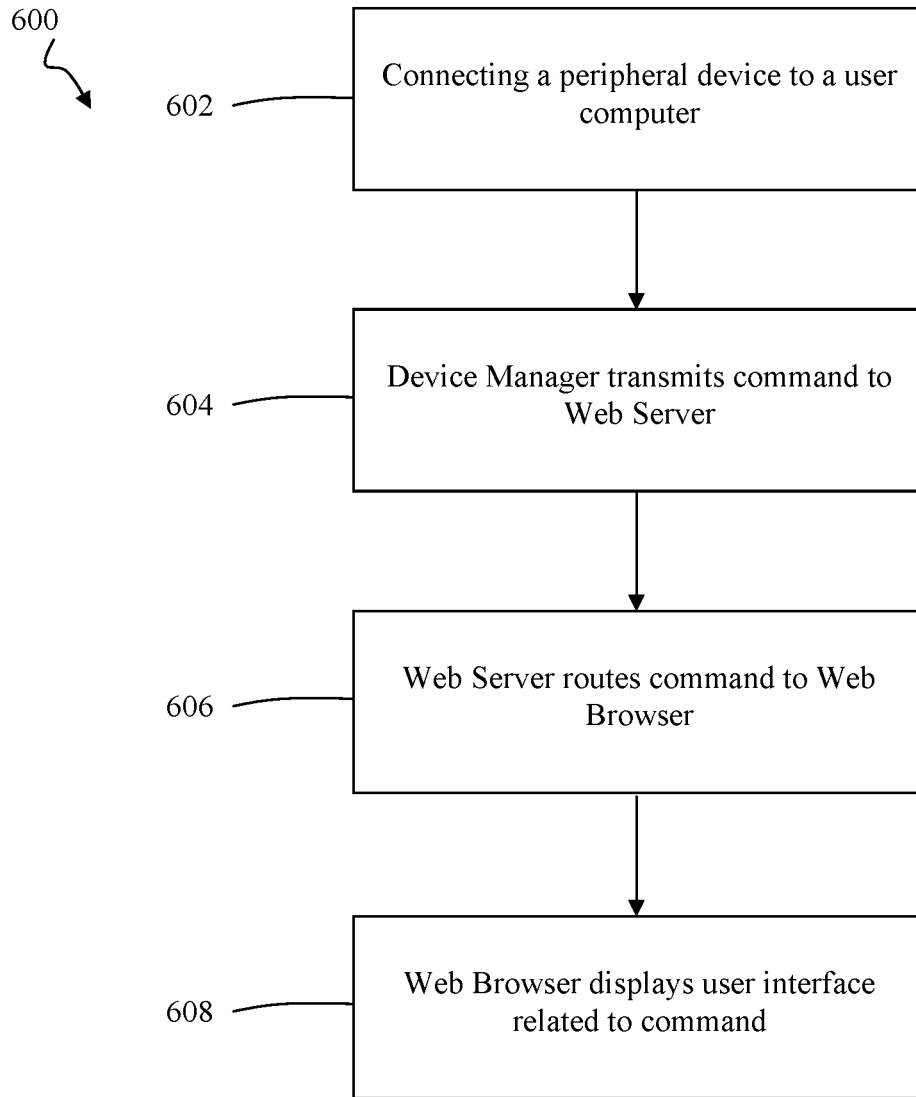 600
602
Connecting a peripheral device to a user
computer
604
Device Manager transmits command to
Web Server
606
Web Server routes command to Web
Browser
608
Web Browser displays user interface
related to command